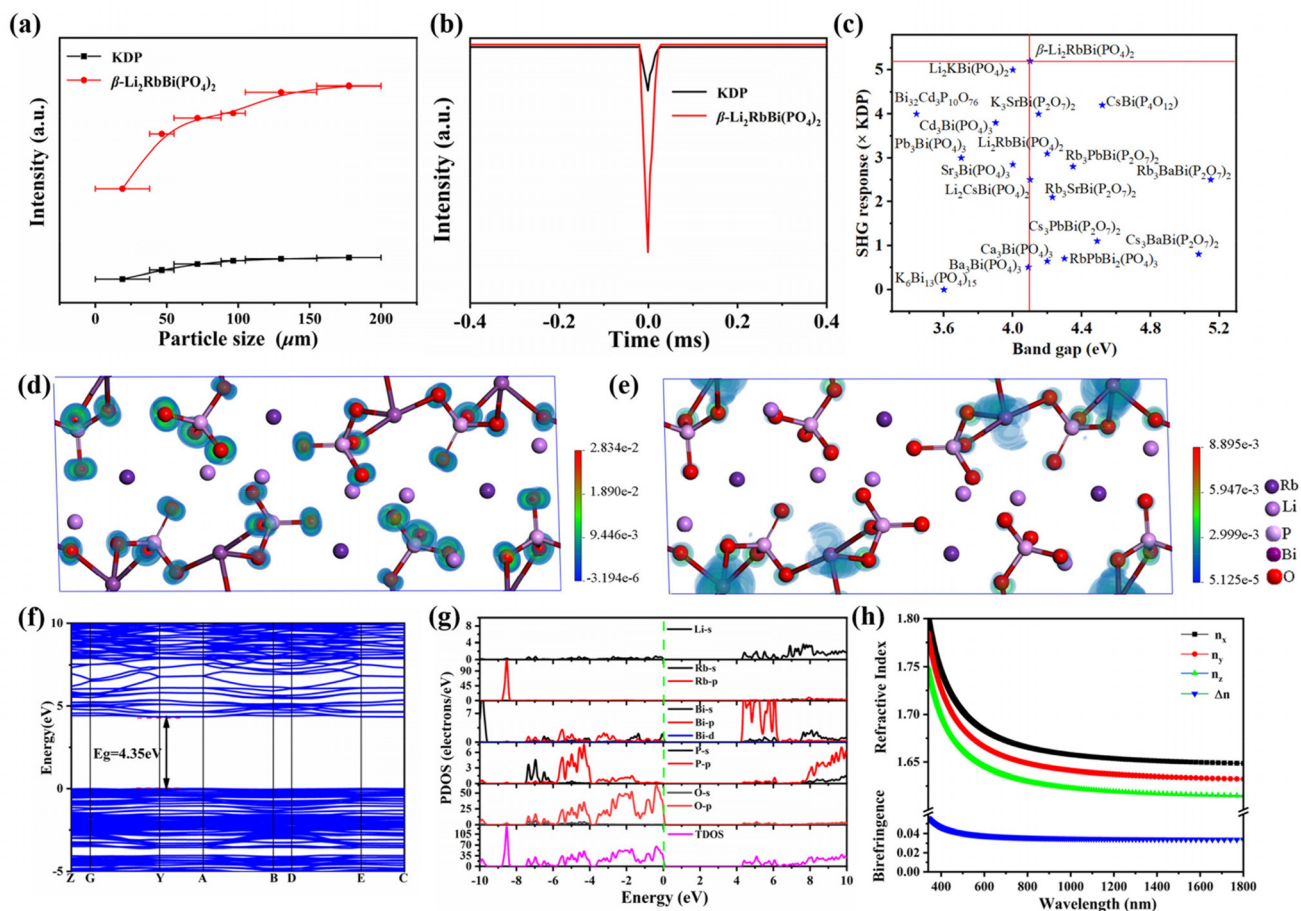 (a)
KDP
β-Li₂RbBi(PO₄)₂
Intensity (a.u.)
0 50 100 150 200
Particle size (μm)
(b)
KDP
β-Li₂RbBi(PO₄)₂
Intensity (a.u.)
-0.4 -0.2 0.0 0.2 0.4
Time (ms)
(c)
SHG response (× KDP)
5
4
3
2
1
0
β-Li₂RbBi(PO₄)₂
Li₂KBi(PO₄)₂
Bi₃₂Cd₃P₁₀O₇₆
K₃SrBi(P₂O₇)₂
CsBi(P₄O₁₂)
Cd₃Bi(PO₄)₃
Pb₃Bi(PO₄)₃
Li₂RbBi(PO₄)₂
Rb₃PbBi(P₂O₇)₂
Sr₃Bi(PO₄)₃
Rb₃BaBi(P₂O₇)₂
Li₂CsBi(PO₄)₂
Rb₃SrBi(P₂O₇)₂
Cs₃PbBi(P₂O₇)₂
Ca₃Bi(PO₄)₃
Cs₃BaBi(P₂O₇)₂
Ba₃Bi(PO₄)₃
RbPbBi₂(PO₄)₃
K₆Bi₁₃(PO₄)₁₅
3.6 4.0 4.4 4.8 5.2
Band gap (eV)
(d)
2.834e-2
1.890e-2
9.446e-3
-3.194e-6
(e)
8.895e-3
5.947e-3
2.999e-3
5.125e-5
Rb
Li
P
Bi
O
(f)
Energy(eV)
10
5
0
-5
Eg=4.35eV
Z G Y A B D E C
(g)
PDOS (electrons/eV)
8
4
0
Li-s
90
45
0
Rb-s
Rb-p
8
4
0
Bi-s
Bi-p
Bi-d
8
4
0
P-s
P-p
50
25
0
O-s
O-p
105
70
35
0
TDOS
-10 -8 -6 -4 -2 0 2 4 6 8 10
Energy (eV)
(h)
Refractive Index
1.80
1.75
1.70
1.65
nx
ny
nz
Δn
Birefringence
0.04
0.02
0.00
400 600 800 1000 1200 1400 1600 1800
Wavelength (nm)